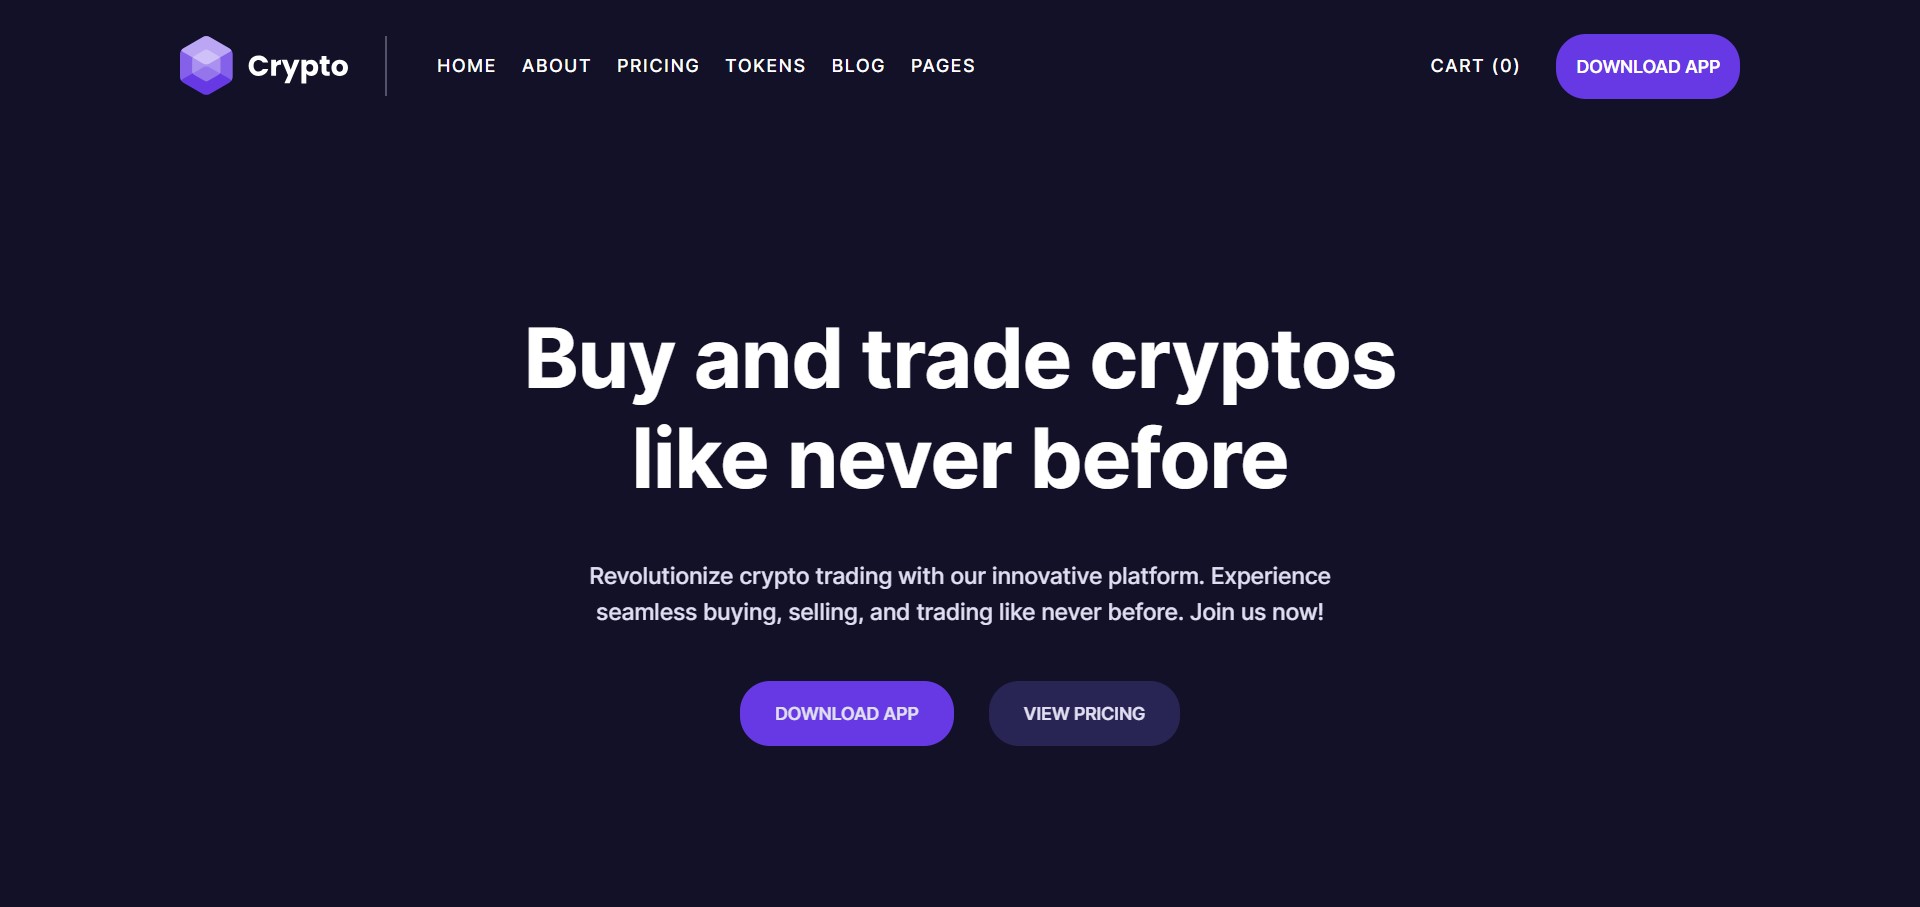 Crypto
HOME ABOUT PRICING TOKENS BLOG PAGES
CART (0)
DOWNLOAD APP
Buy and trade cryptos
like never before
Revolutionize crypto trading with our innovative platform. Experience
seamless buying, selling, and trading like never before. Join us now!
DOWNLOAD APP
VIEW PRICING